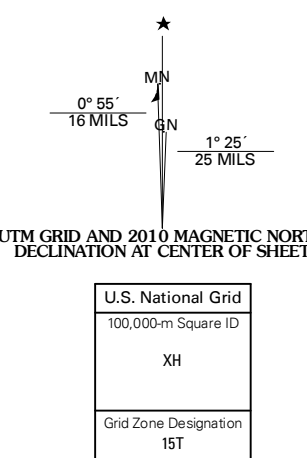 ★
MN
0° 55´
16 MILS
GN
1° 25´
25 MILS
UTM GRID AND 2010 MAGNETIC NORT
DECLINATION AT CENTER OF SHEET
U.S. National Grid
100,000-m Square ID
XH
Grid Zone Designation
15T